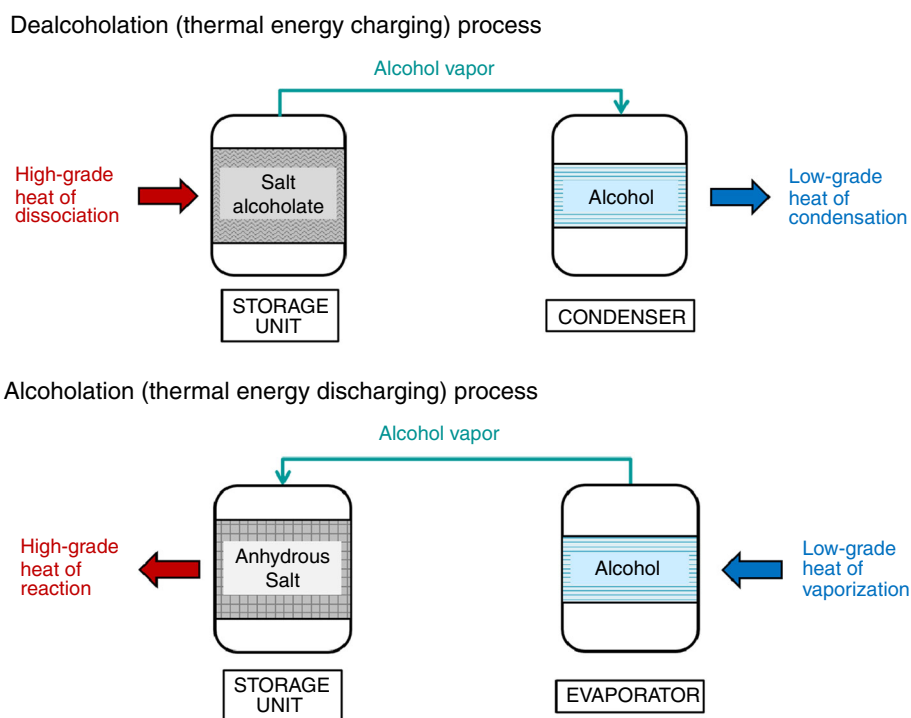 Dealcoholation (thermal energy charging) process
Alcohol vapor
High-grade
heat of
dissociation
Salt
alcoholate
Alcohol
Low-grade
heat of
condensation
STORAGE
UNIT
CONDENSER
Alcoholation (thermal energy discharging) process
Alcohol vapor
High-grade
heat of
reaction
Anhydrous
Salt
Alcohol
Low-grade
heat of
vaporization
STORAGE
UNIT
EVAPORATOR